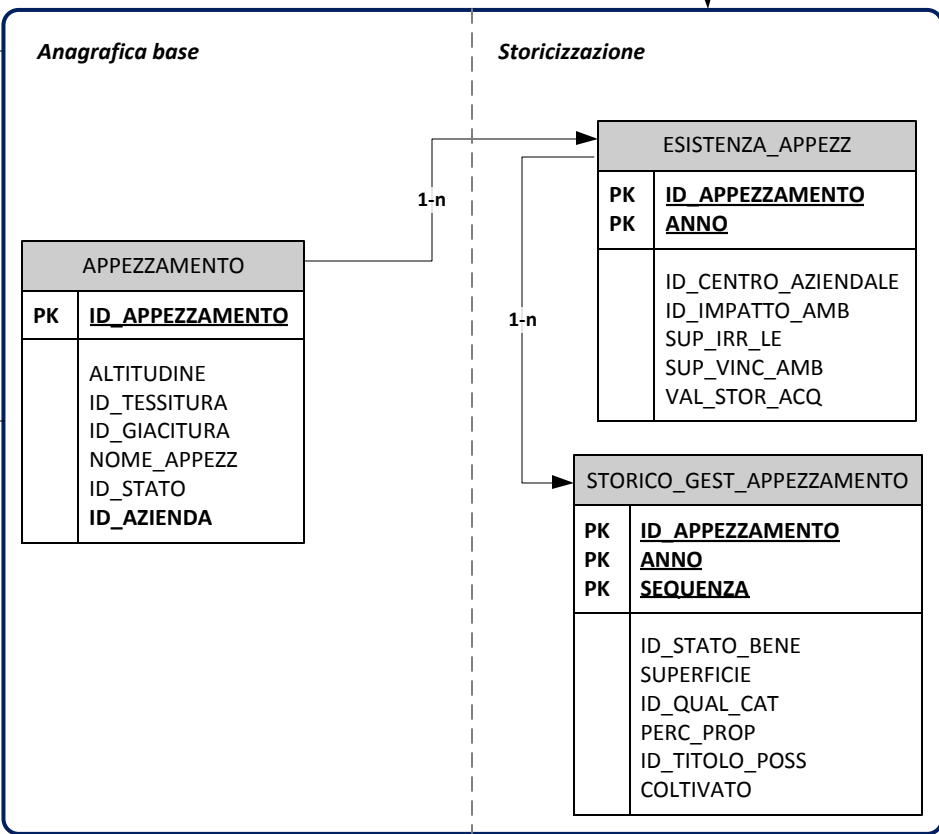 Anagrafica base
Storicizzazione
1-n
APPEZZAMENTO
PK ID_APPEZZAMENTO
ALTITUDINE
ID_TESSITURA
ID_GIACITURA
NOME_APPEZZ
ID_STATO
ID_AZIENDA
ESISTENZA_APPEZZ
PK ID_APPEZZAMENTO
PK ANNO
ID_CENTRO_AZIENDALE
ID_IMPATTO_AMB
SUP_IRR_LE
SUP_VINC_AMB
VAL_STOR_ACQ
1-n
STORICO_GEST_APPEZZAMENTO
PK ID_APPEZZAMENTO
PK ANNO
PK SEQUENZA
ID_STATO_BENE
SUPERFICIE
ID_QUAL_CAT
PERC_PROP
ID_TITOLO_POSS
COLTIVATO